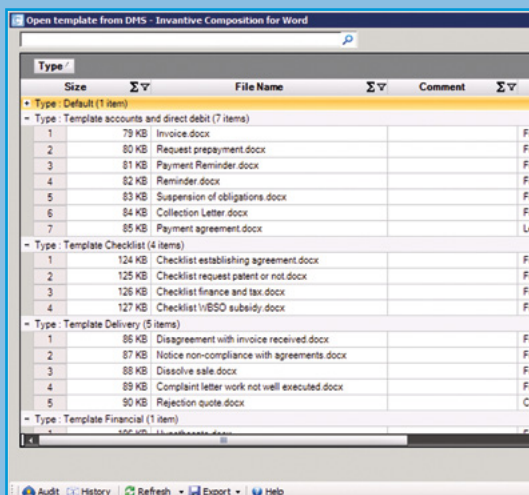 Open template from DMS - Invantive Composition for Word
Type
Size Σ File Name Σ Comment Σ
+ Type : Default (1 item)
− Type : Template accounts and direct debit (7 items)
1 79 KB Invoice.docx F
2 80 KB Request prepayment.docx F
3 81 KB Payment Reminder.docx F
4 82 KB Reminder.docx F
5 83 KB Suspension of obligations.docx F
6 84 KB Collection Letter.docx F
7 85 KB Payment agreement.docx L
− Type : Template Checklist (4 items)
1 124 KB Checklist establishing agreement.docx F
2 125 KB Checklist request patent or not.docx F
3 126 KB Checklist finance and tax.docx F
4 127 KB Checklist WBSO subsidy.docx F
− Type : Template Delivery (5 items)
1 86 KB Disagreement with invoice received.docx F
2 87 KB Notice non-compliance with agreements.docx F
3 88 KB Dissolve sale.docx F
4 89 KB Complaint letter work not well executed.docx F
5 90 KB Rejection quote.docx C
− Type : Template Financial (1 item)
Audit History Refresh Export Help